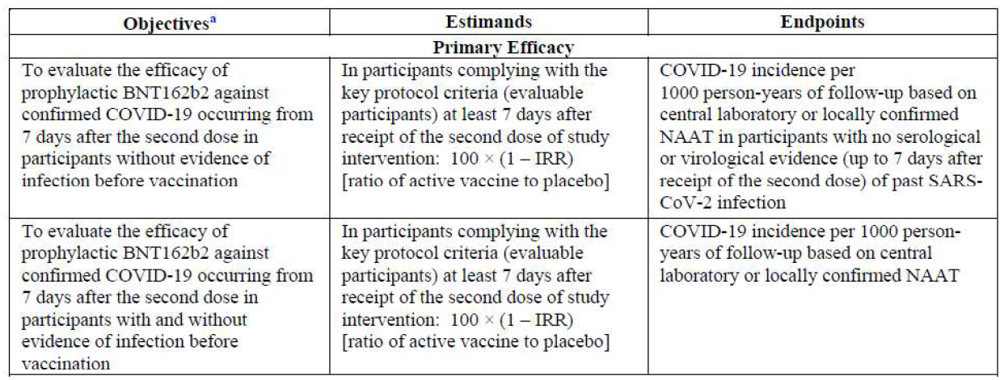 Objectivesa Estimands Endpoints
Primary Efficacy
To evaluate the efficacy of
prophylactic BNT162b2 against
confirmed COVID-19 occurring from
7 days after the second dose in
participants without evidence of
infection before vaccination
In participants complying with the
key protocol criteria (evaluable
participants) at least 7 days after
receipt of the second dose of study
intervention: 100 × (1 – IRR)
[ratio of active vaccine to placebo]
COVID-19 incidence per
1000 person-years of follow-up based on
central laboratory or locally confirmed
NAAT in participants with no serological
or virological evidence (up to 7 days after
receipt of the second dose) of past SARS-
CoV-2 infection
To evaluate the efficacy of
prophylactic BNT162b2 against
confirmed COVID-19 occurring from
7 days after the second dose in
participants with and without
evidence of infection before
vaccination
In participants complying with the
key protocol criteria (evaluable
participants) at least 7 days after
receipt of the second dose of study
intervention: 100 × (1 – IRR)
[ratio of active vaccine to placebo]
COVID-19 incidence per 1000 person-
years of follow-up based on central
laboratory or locally confirmed NAAT